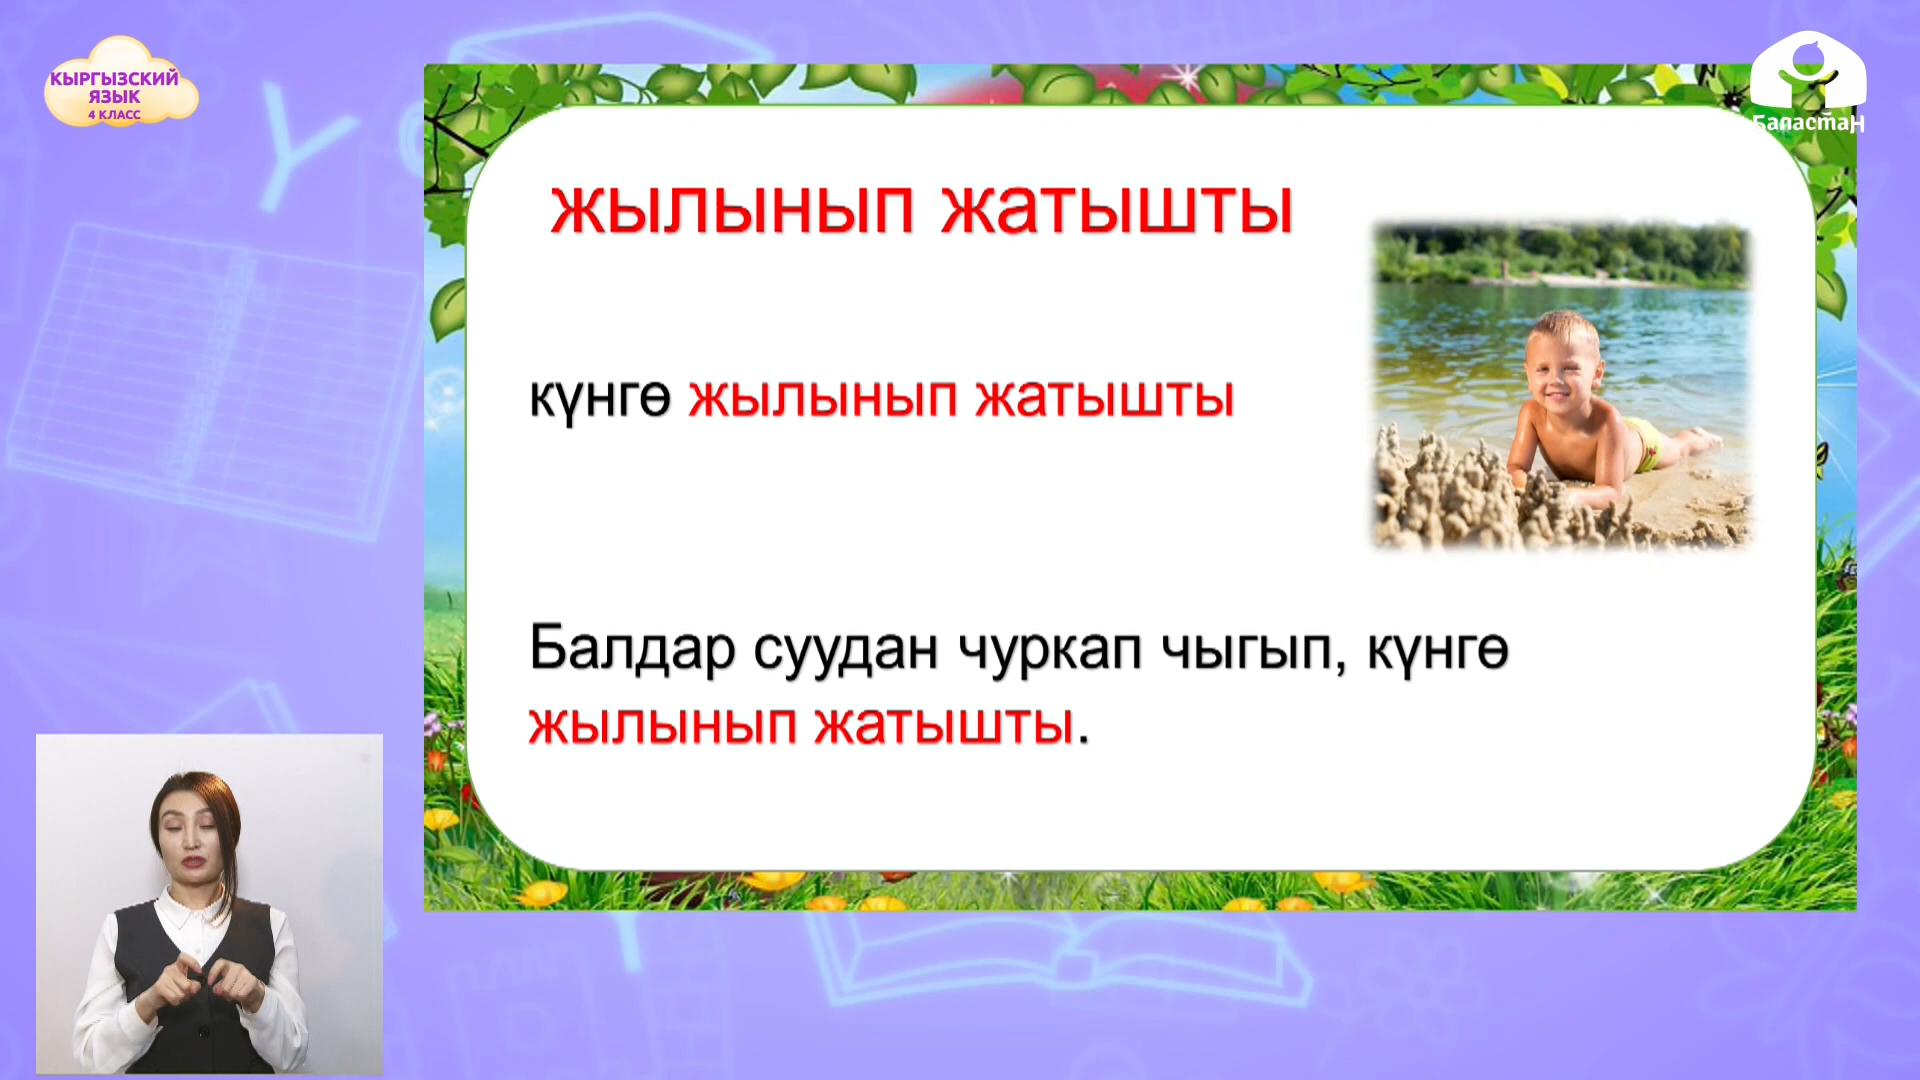 КЫРГЫЗСКИЙ
ЯЗЫК
4 КЛАСС
Баластан
жылынып жатышты
күнгө жылынып жатышты
Балдар суудан чуркап чыгып, күнгө
жылынып жатышты.